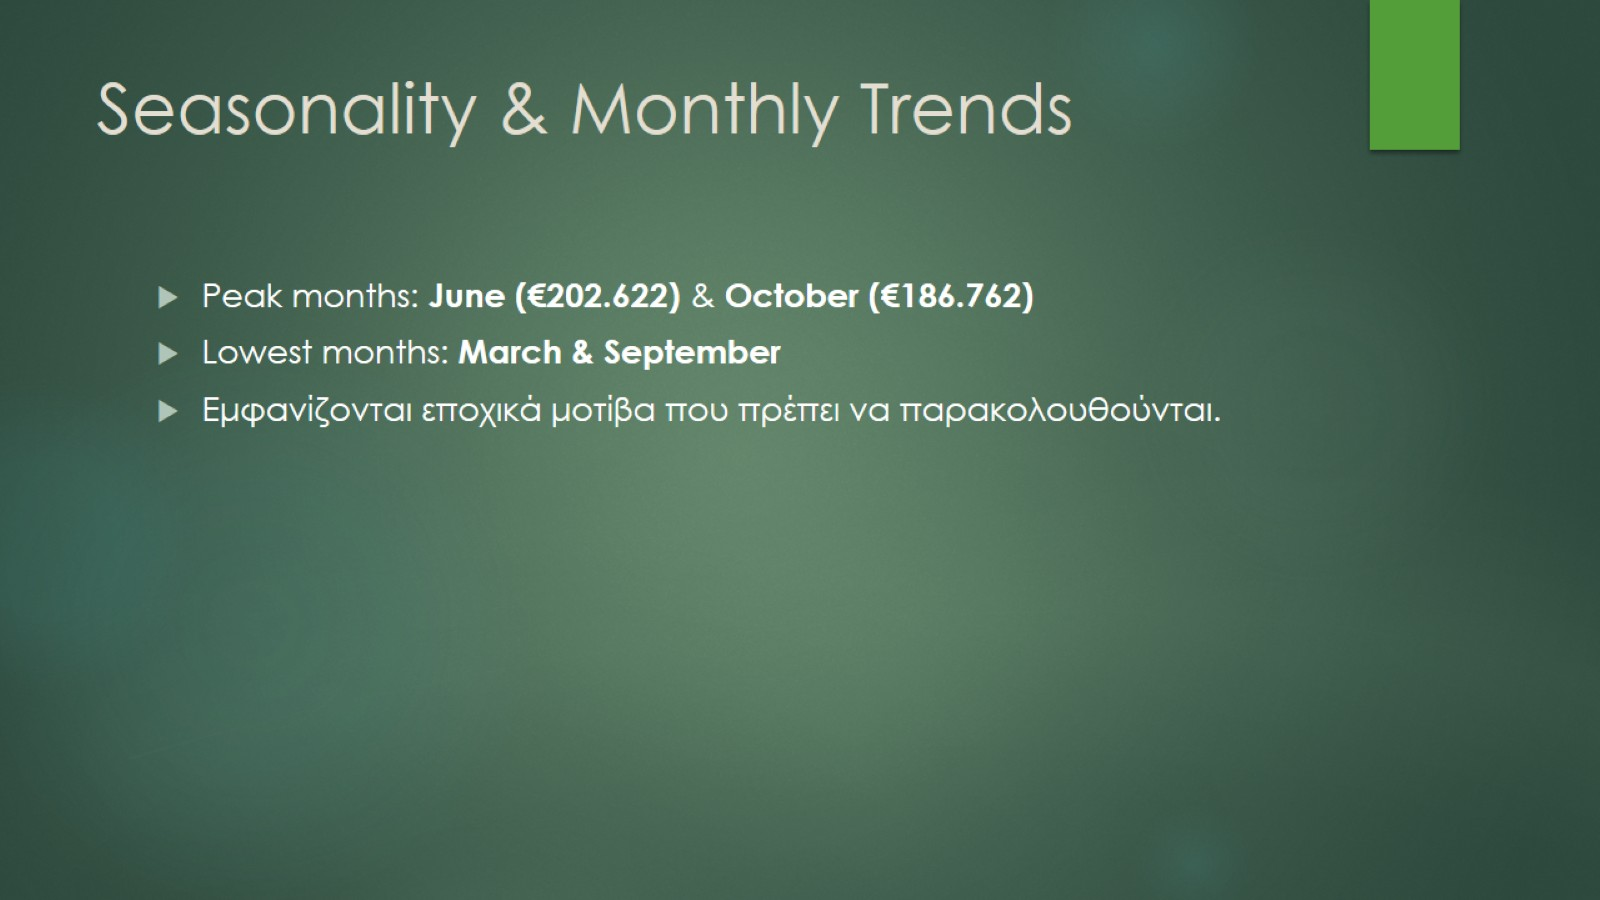 Seasonality & Monthly Trends
Peak months: June (€202.622) & October (€186.762)
Lowest months: March & September
Εμφανίζονται εποχικά μοτίβα που πρέπει να παρακολουθούνται.